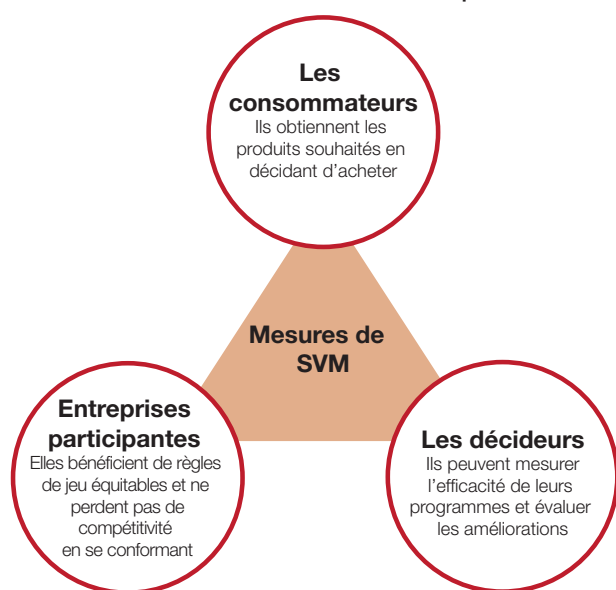 Les
consommateurs
Ils obtiennent les
produits souhaités en
décidant d'acheter
Mesures de
SVM
Entreprises
participantes
Elles bénéficient de règles
de jeu équitables et ne
perdent pas de
compétitivité
en se conformant
Les décideurs
Ils peuvent mesurer
l'efficacité de leurs
programmes et évaluer
les améliorations